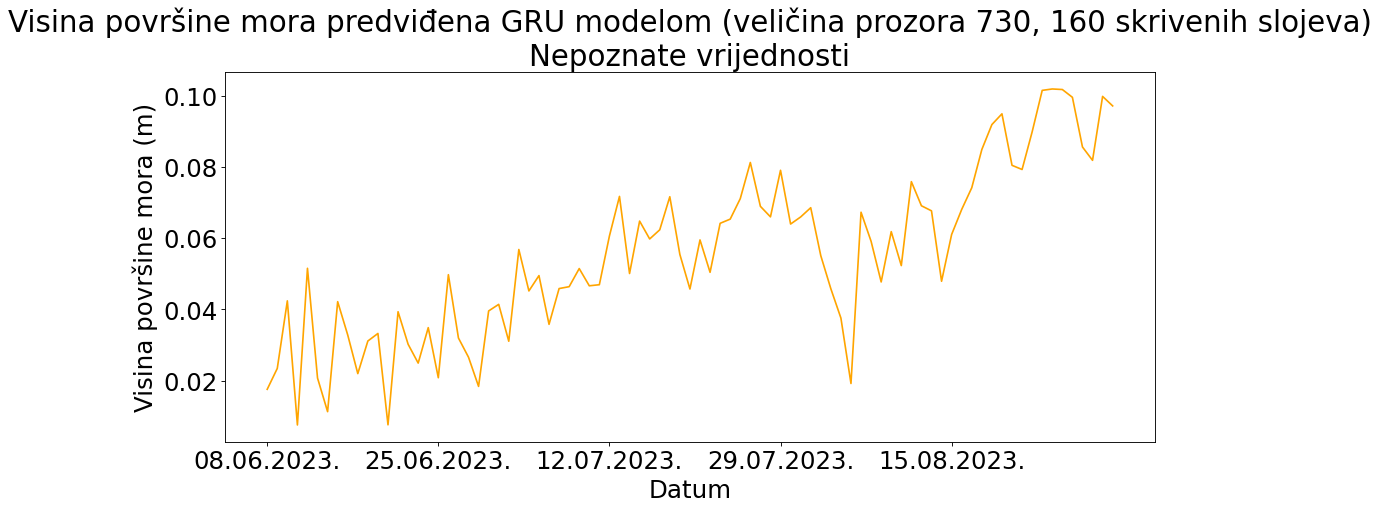 Visina površine mora predviđena GRU modelom (veličina prozora 730, 160 skrivenih slojeva)
Nepoznate vrijednosti
Visina površine mora (m)
0.10
0.08
0.06
0.04
0.02
08.06.2023. 25.06.2023. 12.07.2023. 29.07.2023. 15.08.2023.
Datum